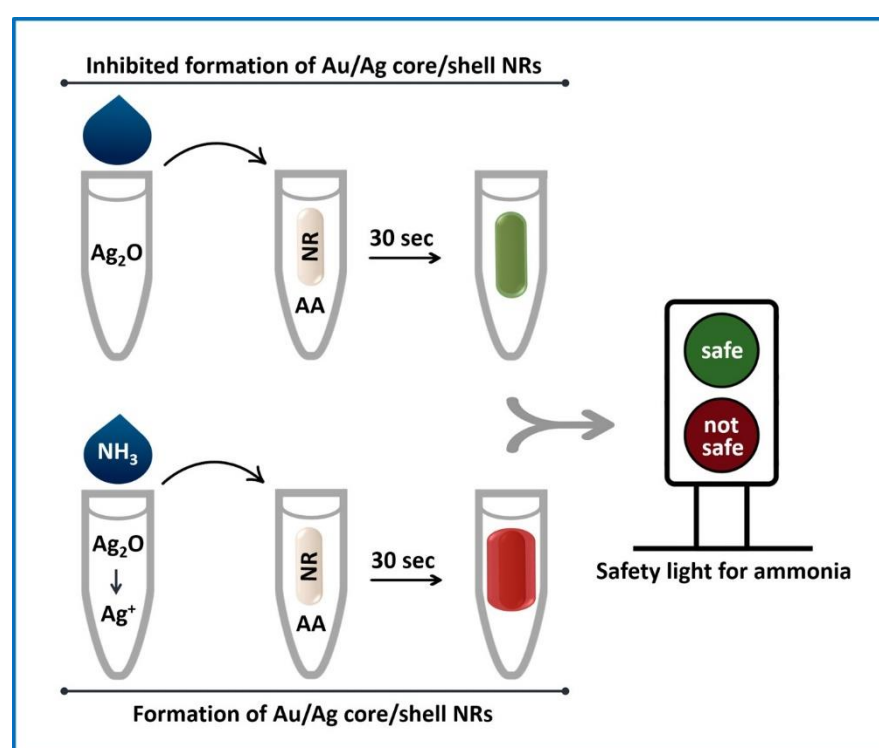 Inhibited formation of Au/Ag core/shell NRs
Ag₂O
NR
AA
30 sec
NH₃
Ag₂O
↓
Ag⁺
NR
AA
30 sec
Formation of Au/Ag core/shell NRs
safe
not
safe
Safety light for ammonia